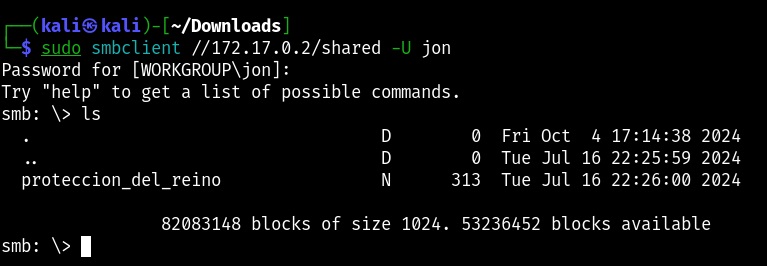 ┌──(kali㉿kali)-[~/Downloads]
└─$ sudo smbclient //172.17.0.2/shared -U jon
Password for [WORKGROUP\jon]:
Try "help" to get a list of possible commands.
smb: \> ls
  .                                   D        0  Fri Oct  4 17:14:38 2024
  ..                                  D        0  Tue Jul 16 22:25:59 2024
  proteccion_del_reino                N      313  Tue Jul 16 22:26:00 2024
                82083148 blocks of size 1024. 53236452 blocks available
smb: \>